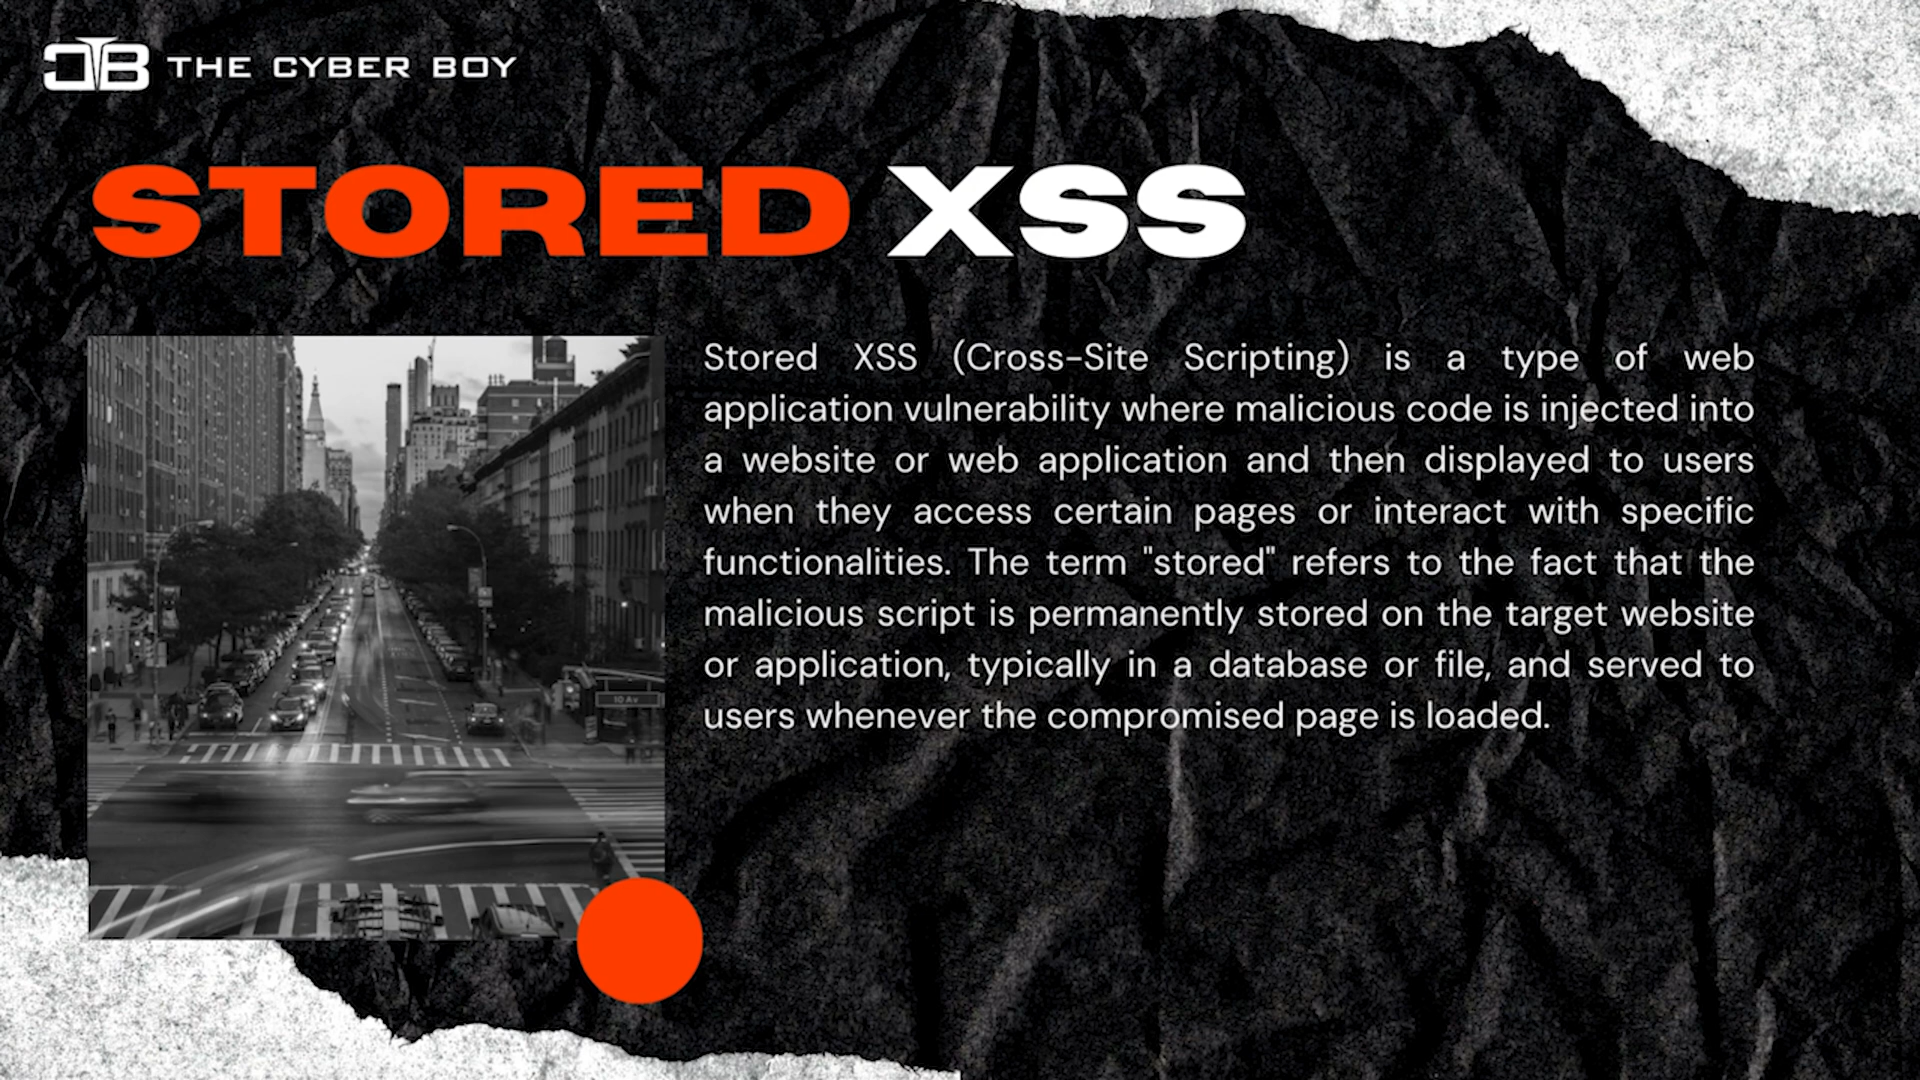 THE CYBER BOY
STORED XSS
Stored XSS (Cross-Site Scripting) is a type of web
application vulnerability where malicious code is injected into
a website or web application and then displayed to users
when they access certain pages or interact with specific
functionalities. The term "stored" refers to the fact that the
malicious script is permanently stored on the target website
or application, typically in a database or file, and served to
users whenever the compromised page is loaded.
10 Av